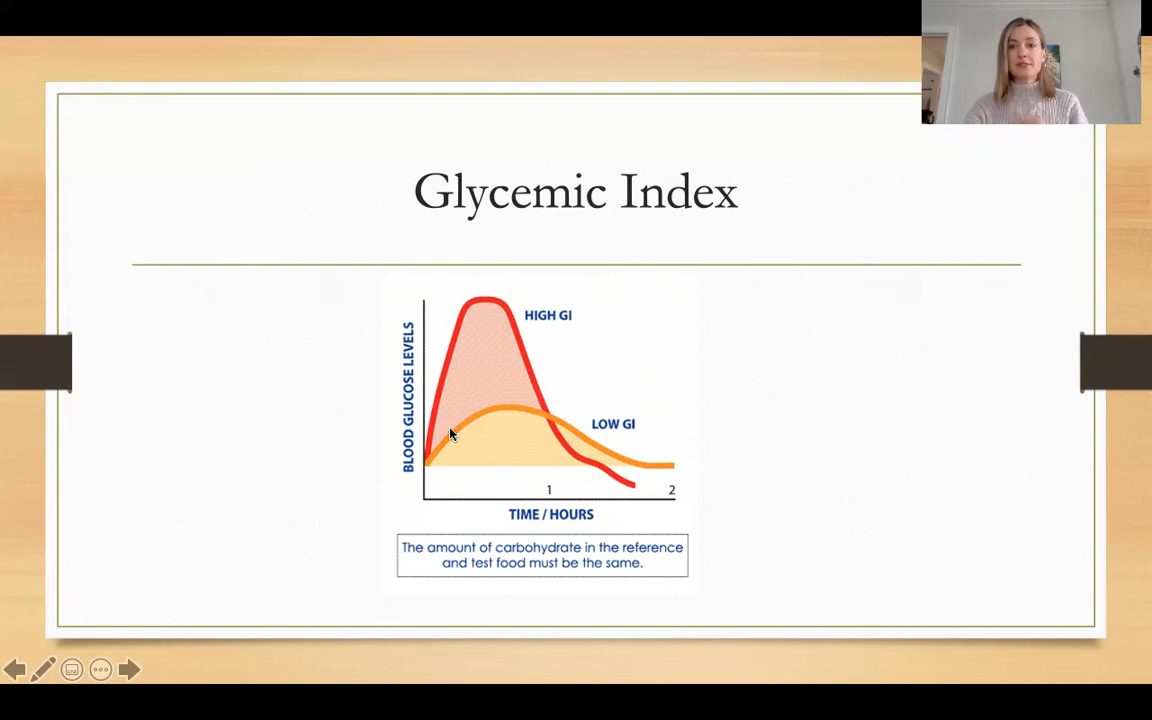 Glycemic Index
HIGH GI
LOW GI
BLOOD GLUCOSE LEVELS
1
2
TIME / HOURS
The amount of carbohydrate in the reference
and test food must be the same.